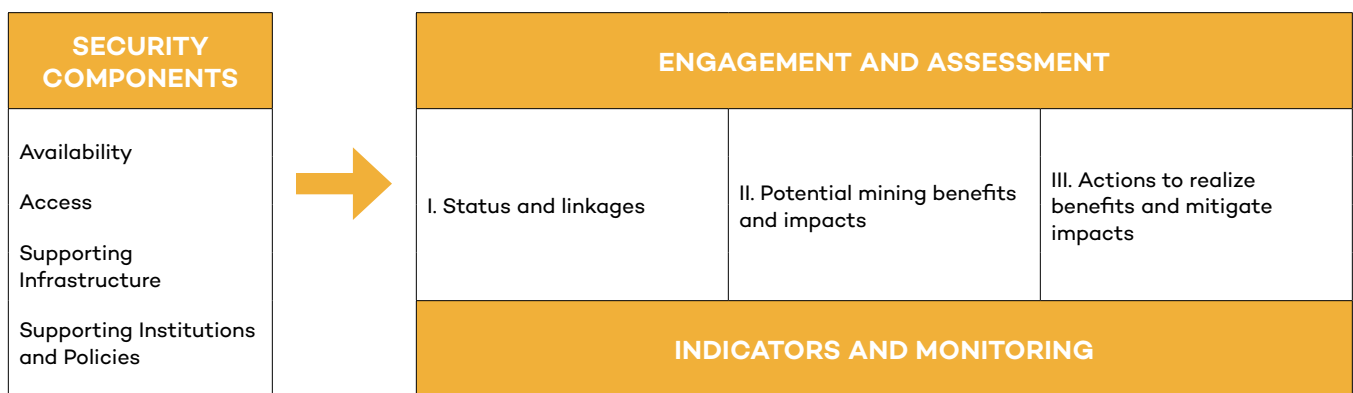 SECURITY
COMPONENTS
Availability
Access
Supporting
Infrastructure
Supporting Institutions
and Policies
ENGAGEMENT AND ASSESSMENT
I. Status and linkages
II. Potential mining benefits
and impacts
III. Actions to realize
benefits and mitigate
impacts
INDICATORS AND MONITORING